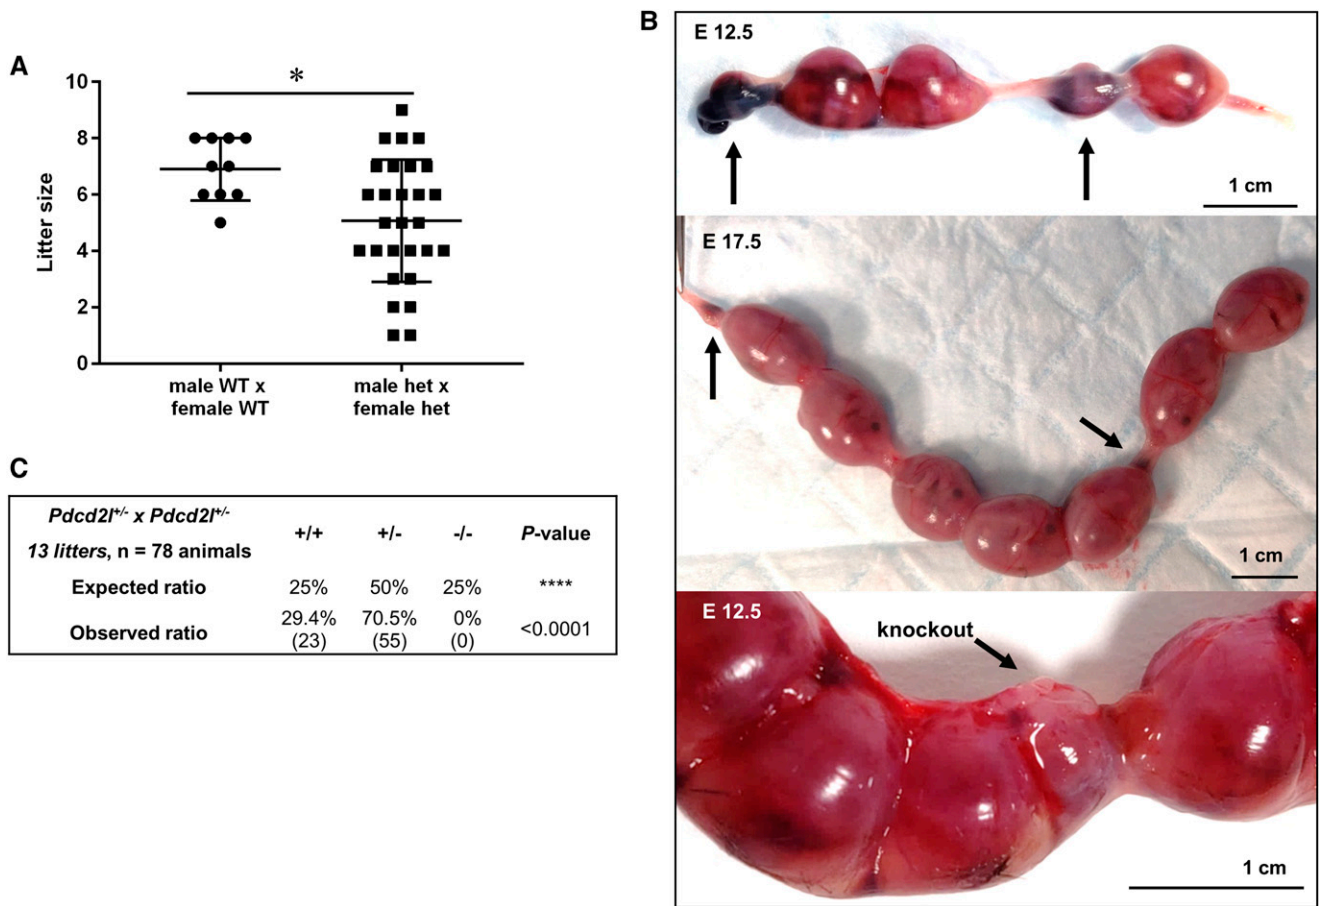 A
Litter size
10
8
6
4
2
0
*
male WT x
female WT
male het x
female het
B
E 12.5
1 cm
E 17.5
1 cm
E 12.5
knockout
1 cm
C
Pdcd2l+/- x Pdcd2l+/-
13 litters, n = 78 animals
+/+ +/- -/- P-value
Expected ratio 25% 50% 25% ****
Observed ratio 29.4% 70.5% 0% <0.0001
(23) (55) (0)